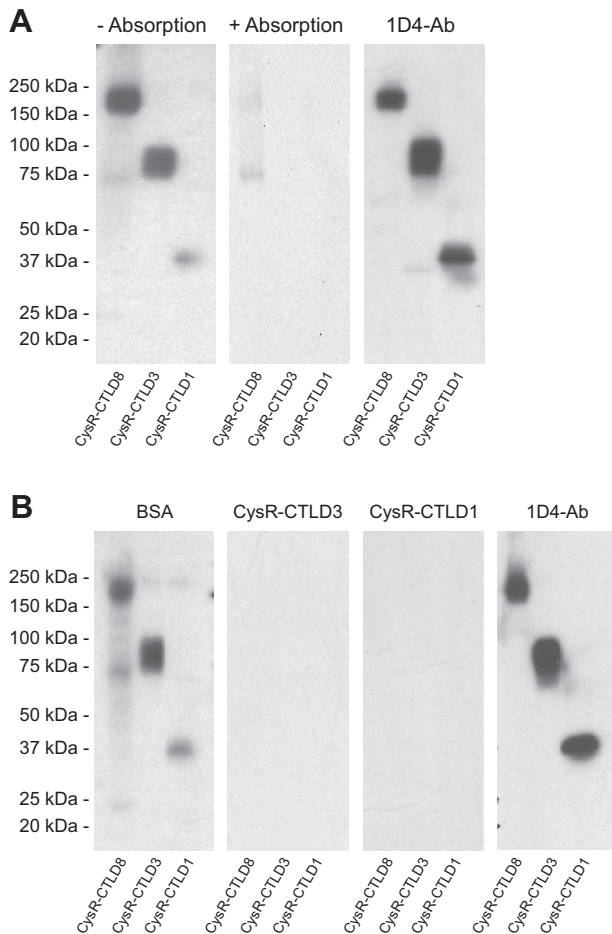 A
- Absorption + Absorption 1D4-Ab
250 kDa -
150 kDa -
100 kDa -
75 kDa -
50 kDa -
37 kDa -
25 kDa -
20 kDa -
CysR-CTLD8 CysR-CTLD3 CysR-CTLD1 CysR-CTLD8 CysR-CTLD3 CysR-CTLD1 CysR-CTLD8 CysR-CTLD3 CysR-CTLD1
B
BSA CysR-CTLD3 CysR-CTLD1 1D4-Ab
250 kDa -
150 kDa -
100 kDa -
75 kDa -
50 kDa -
37 kDa -
25 kDa -
20 kDa -
CysR-CTLD8 CysR-CTLD3 CysR-CTLD1 CysR-CTLD8 CysR-CTLD3 CysR-CTLD1 CysR-CTLD8 CysR-CTLD3 CysR-CTLD1 CysR-CTLD8 CysR-CTLD3 CysR-CTLD1